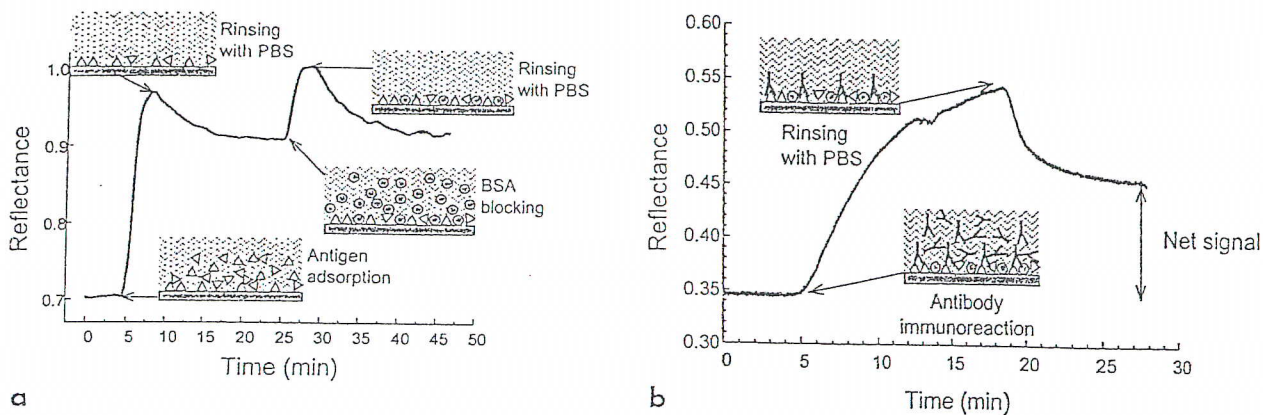 Rinsing
with PBS
Rinsing
with PBS
BSA
blocking
Antigen
adsorption
Reflectance
1.0
0.9
0.8
0.7
0
5
10
15
20
25
30
35
40
45
50
Time (min)
a
0.60
0.55
0.50
0.45
0.40
0.35
0.30
Reflectance
Rinsing
with PBS
Antibody
immunoreaction
Net signal
0
5
10
15
20
25
30
Time (min)
b